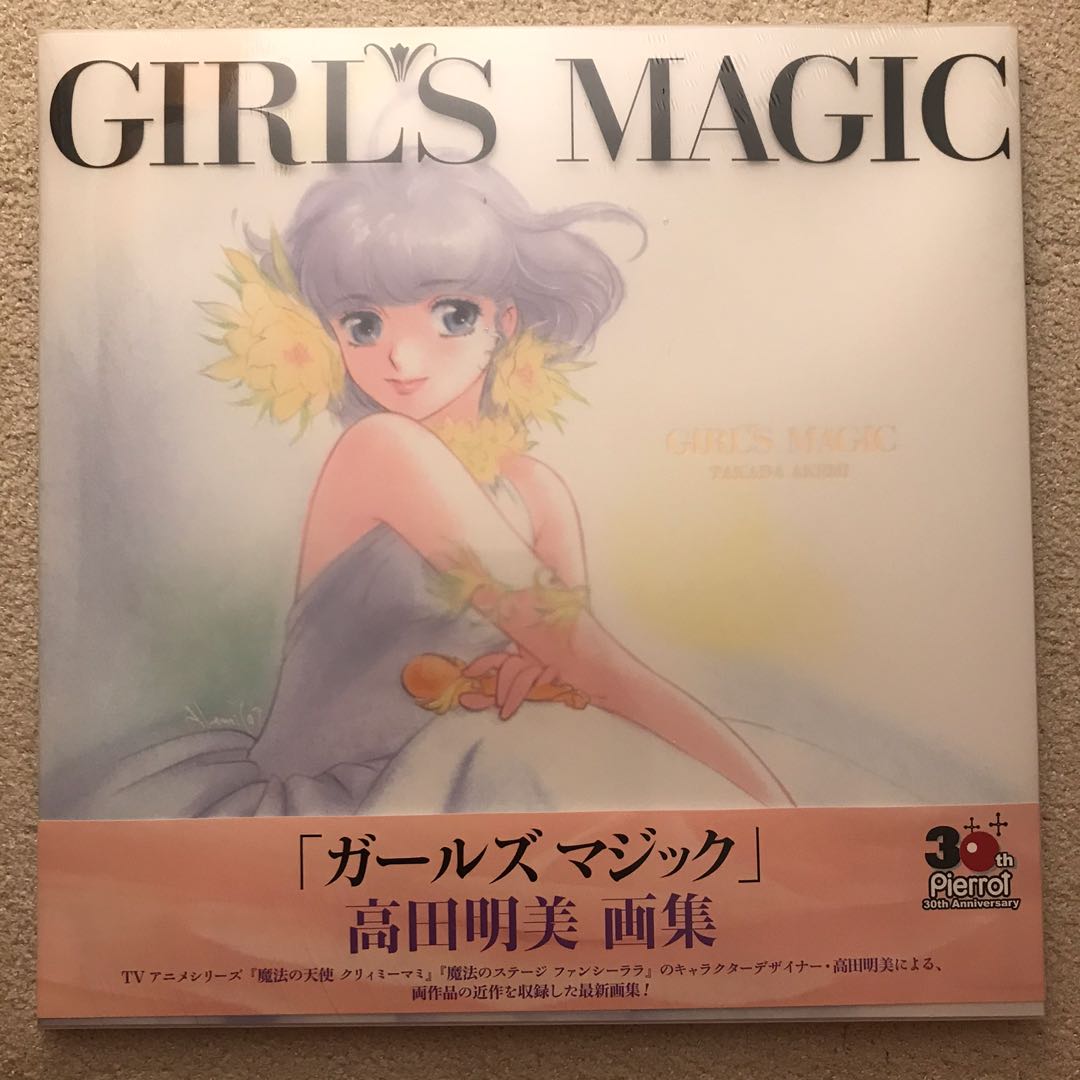 GIRL'S MAGIC
GIRL'S MAGIC
TAKADA AKEMI
「ガールズ マジック」
高田明美 画集
TV アニメシリーズ『魔法の天使 クリィミーマミ』『魔法のステージ ファンシーララ』のキャラクターデザイナー・高田明美による、
両作品の近作を収録した最新画集！
30th
Pierrot
30th Anniversary